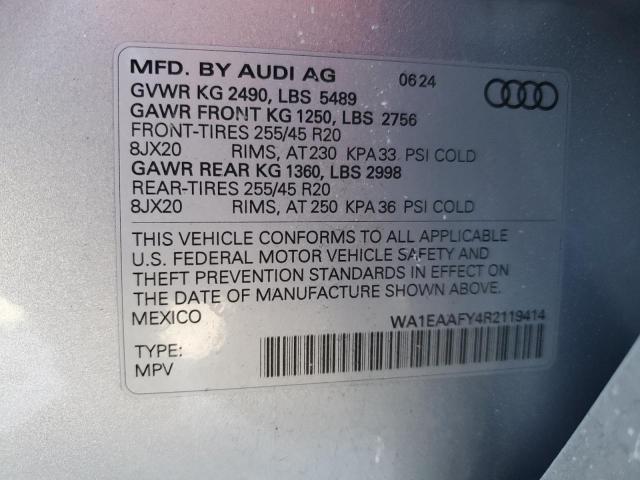 MFD. BY AUDI AG 0624
GVWR KG 2490, LBS 5489
GAWR FRONT KG 1250, LBS 2756
FRONT-TIRES 255/45 R20
8JX20 RIMS, AT 230 KPA 33 PSI COLD
GAWR REAR KG 1360, LBS 2998
REAR-TIRES 255/45 R20
8JX20 RIMS, AT 250 KPA 36 PSI COLD
THIS VEHICLE CONFORMS TO ALL APPLICABLE
U.S. FEDERAL MOTOR VEHICLE SAFETY AND
THEFT PREVENTION STANDARDS IN EFFECT ON
THE DATE OF MANUFACTURE SHOWN ABOVE.
MEXICO WA1EAAFY4R2119414
TYPE:
MPV